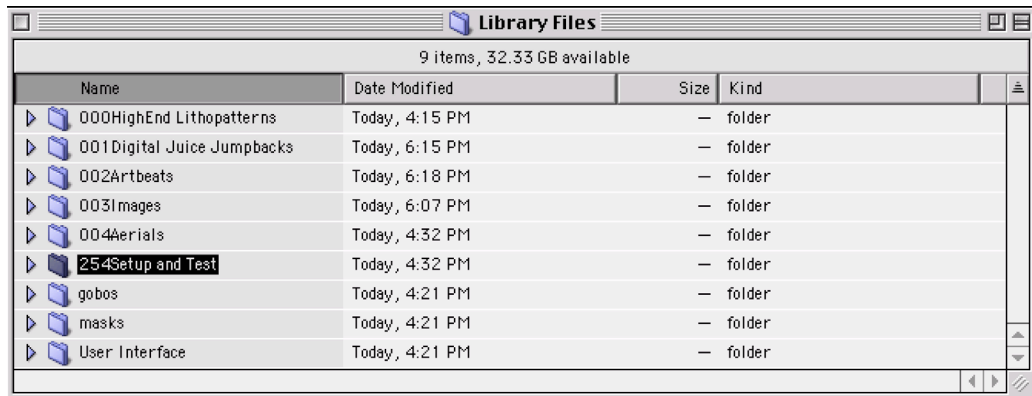 Library Files
9 items, 32.33 GB available
Name Date Modified Size Kind
000HighEnd Lithopatterns Today, 4:15 PM — folder
001Digital Juice Jumpbacks Today, 6:15 PM — folder
002Artbeats Today, 6:18 PM — folder
003Images Today, 6:07 PM — folder
004Aerials Today, 4:32 PM — folder
254Setup and Test Today, 4:32 PM — folder
gobos Today, 4:21 PM — folder
masks Today, 4:21 PM — folder
User Interface Today, 4:21 PM — folder